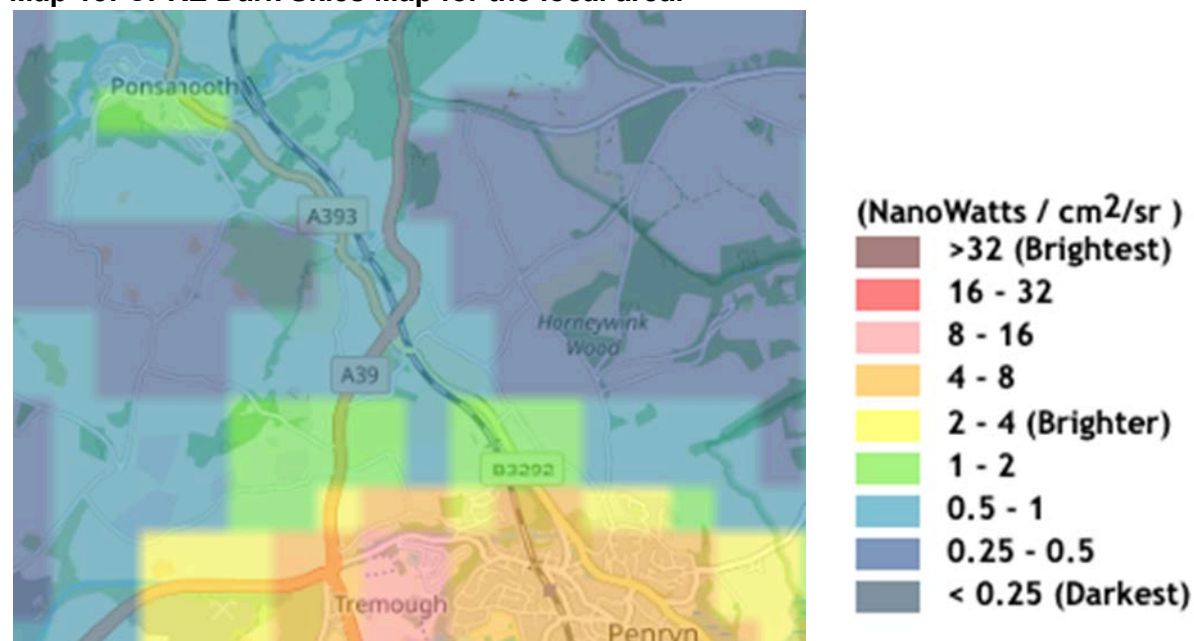 Ponsanooth
A393
Horneywink
Wood
A39
B3292
Tremough
Penryn
(NanoWatts / cm2/sr )
>32 (Brightest)
16 - 32
8 - 16
4 - 8
2 - 4 (Brighter)
1 - 2
0.5 - 1
0.25 - 0.5
< 0.25 (Darkest)